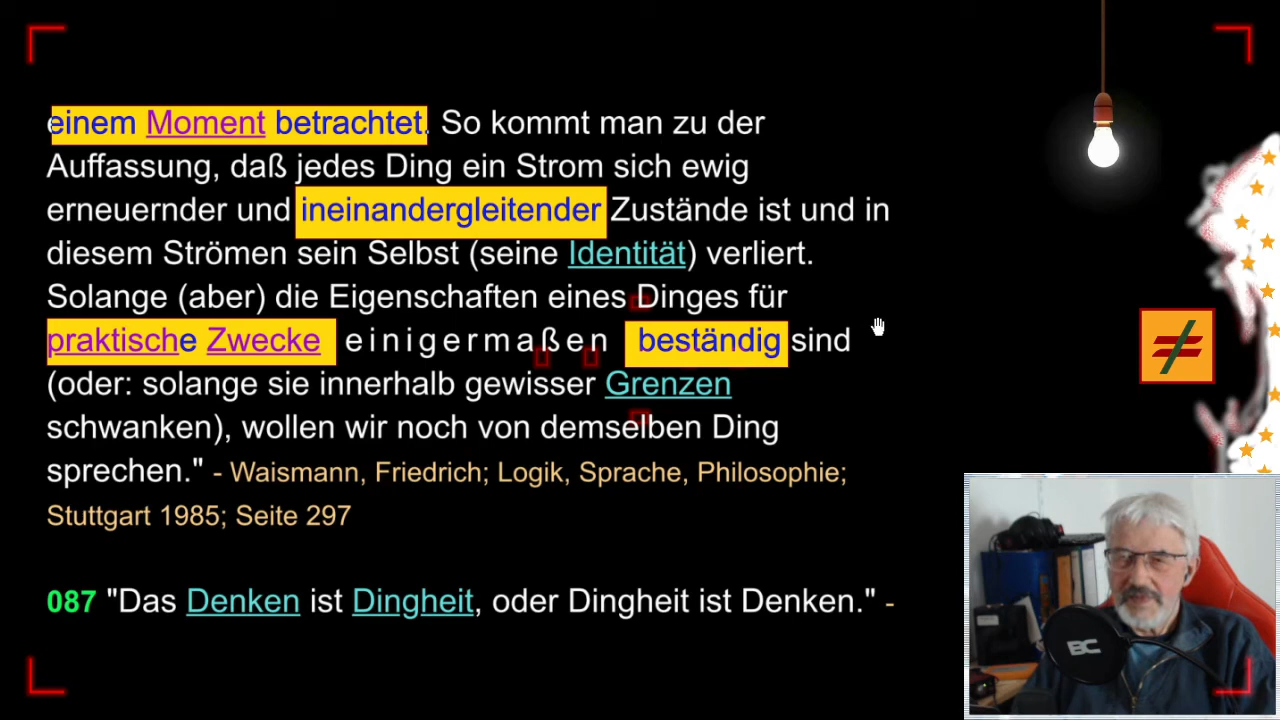 einem Moment betrachtet. So kommt man zu der
Auffassung, daß jedes Ding ein Strom sich ewig
erneuernder und ineinandergleitender Zustände ist und in
diesem Strömen sein Selbst (seine Identität) verliert.
Solange (aber) die Eigenschaften eines Dinges für
praktische Zwecke einigermaßen beständig sind
(oder: solange sie innerhalb gewisser Grenzen
schwanken), wollen wir noch von demselben Ding
sprechen." - Waismann, Friedrich; Logik, Sprache, Philosophie;
Stuttgart 1985; Seite 297
087 "Das Denken ist Dingheit, oder Dingheit ist Denken." -
≠
BC